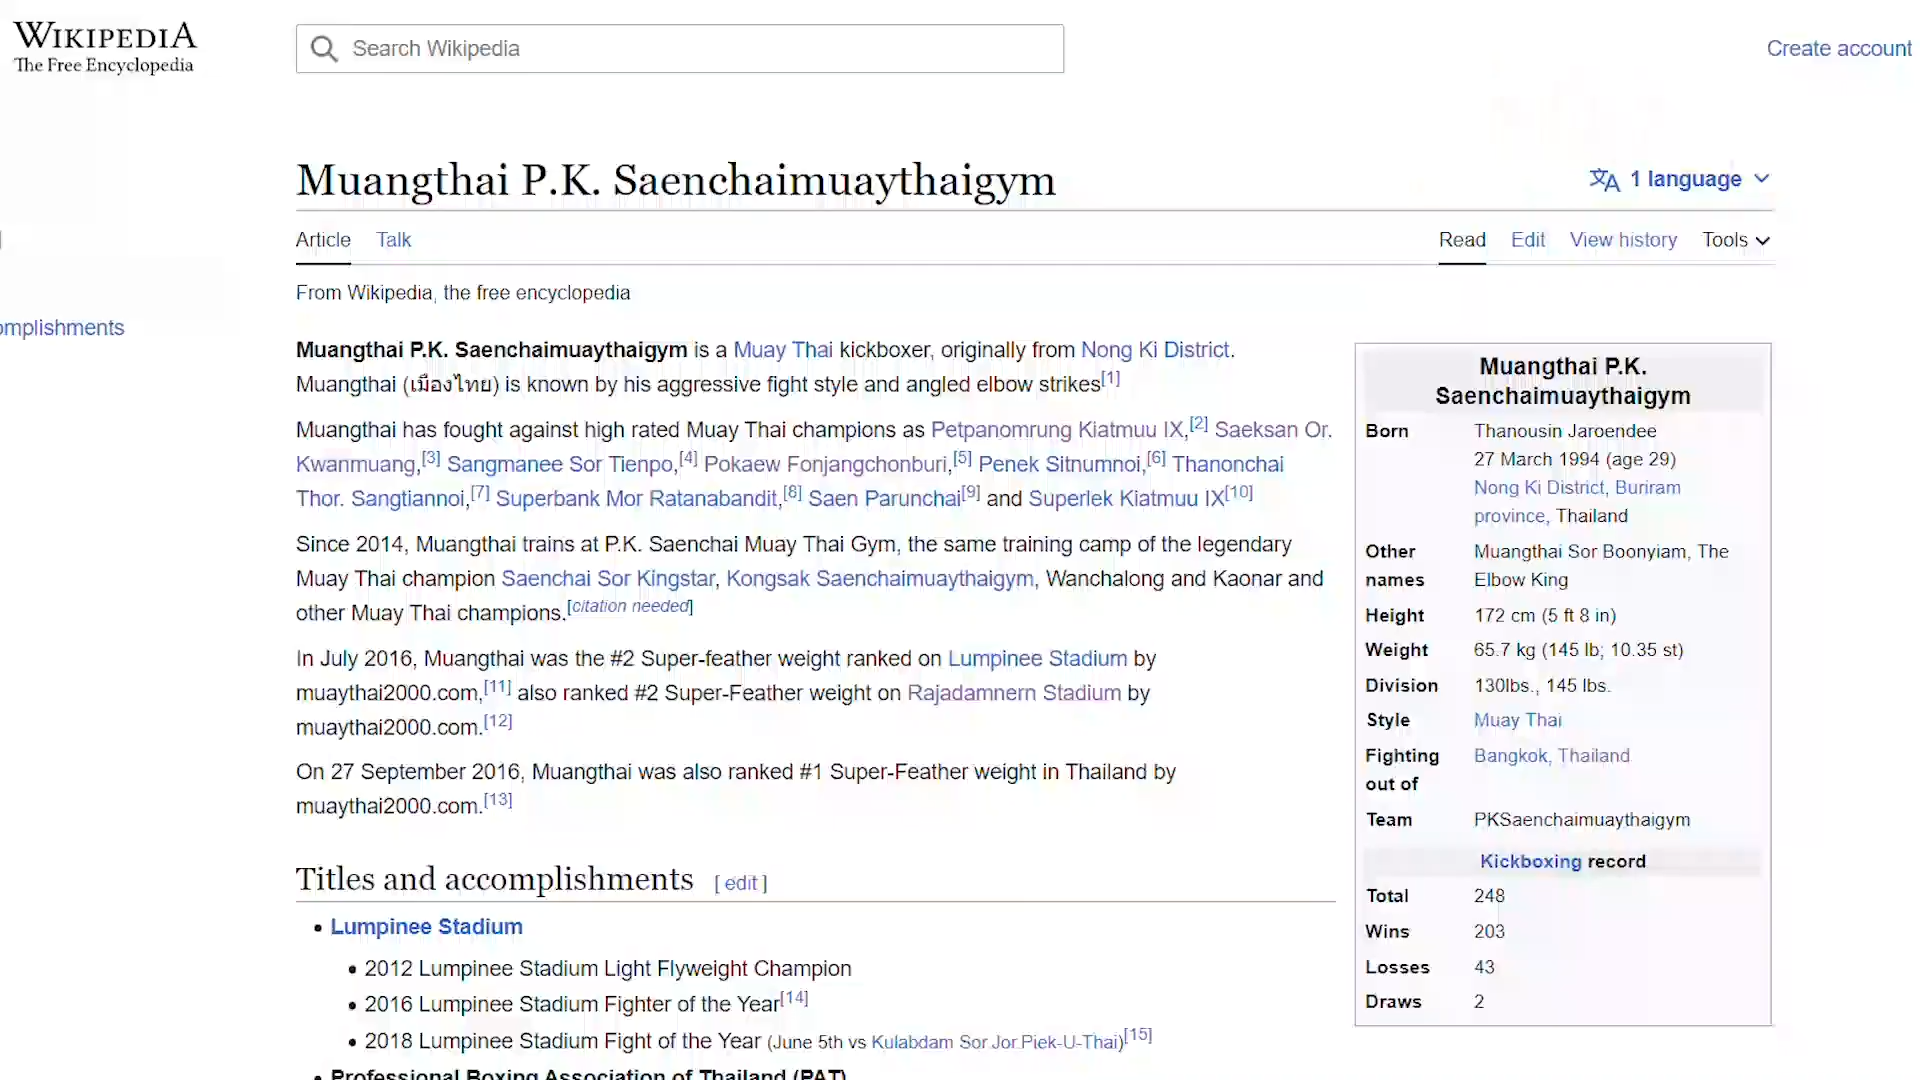 WIKIPEDIA
The Free Encyclopedia
Search Wikipedia
Create account
Muangthai P.K. Saenchaimuaythaigym
1 language
Article Talk
Read Edit View history Tools
From Wikipedia, the free encyclopedia
omplishments
Muangthai P.K. Saenchaimuaythaigym is a Muay Thai kickboxer, originally from Nong Ki District.
Muangthai (เมืองไทย) is known by his aggressive fight style and angled elbow strikes[1]
Muangthai has fought against high rated Muay Thai champions as Petpanomrung Kiatmuu IX,[2] Saeksan Or.
Kwanmuang,[3] Sangmanee Sor Tienpo,[4] Pokaew Fonjangchonburi,[5] Penek Sitnumnoi,[6] Thanonchai
Thor. Sangtiannoi,[7] Superbank Mor Ratanabandit,[8] Saen Parunchai[9] and Superlek Kiatmuu IX[10]
Since 2014, Muangthai trains at P.K. Saenchai Muay Thai Gym, the same training camp of the legendary
Muay Thai champion Saenchai Sor Kingstar, Kongsak Saenchaimuaythaigym, Wanchalong and Kaonar and
other Muay Thai champions.[citation needed]
In July 2016, Muangthai was the #2 Super-feather weight ranked on Lumpinee Stadium by
muaythai2000.com,[11] also ranked #2 Super-Feather weight on Rajadamnern Stadium by
muaythai2000.com.[12]
On 27 September 2016, Muangthai was also ranked #1 Super-Feather weight in Thailand by
muaythai2000.com.[13]
Titles and accomplishments [ edit ]
• Lumpinee Stadium
• 2012 Lumpinee Stadium Light Flyweight Champion
• 2016 Lumpinee Stadium Fighter of the Year[14]
• 2018 Lumpinee Stadium Fight of the Year (June 5th vs Kulabdam Sor.Jor.Piek-U-Thai)[15]
• Professional Boxing Association of Thailand (PAT)
Muangthai P.K.
Saenchaimuaythaigym
Born Thanousin Jaroendee
27 March 1994 (age 29)
Nong Ki District, Buriram
province, Thailand
Other Muangthai Sor Boonyiam, The
names Elbow King
Height 172 cm (5 ft 8 in)
Weight 65.7 kg (145 lb; 10.35 st)
Division 130lbs., 145 lbs.
Style Muay Thai
Fighting Bangkok, Thailand
out of
Team PKSaenchaimuaythaigym
Kickboxing record
Total 248
Wins 203
Losses 43
Draws 2